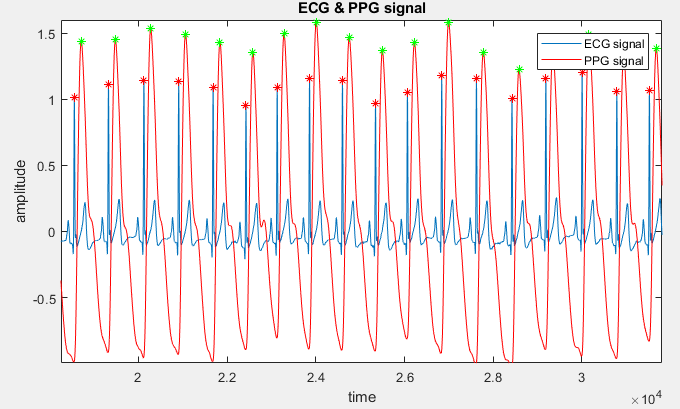 ECG & PPG signal
1.5
1
0.5
0
-0.5
amplitude
ECG signal
PPG signal
2
2.2
2.4
2.6
2.8
3
time
×10⁴